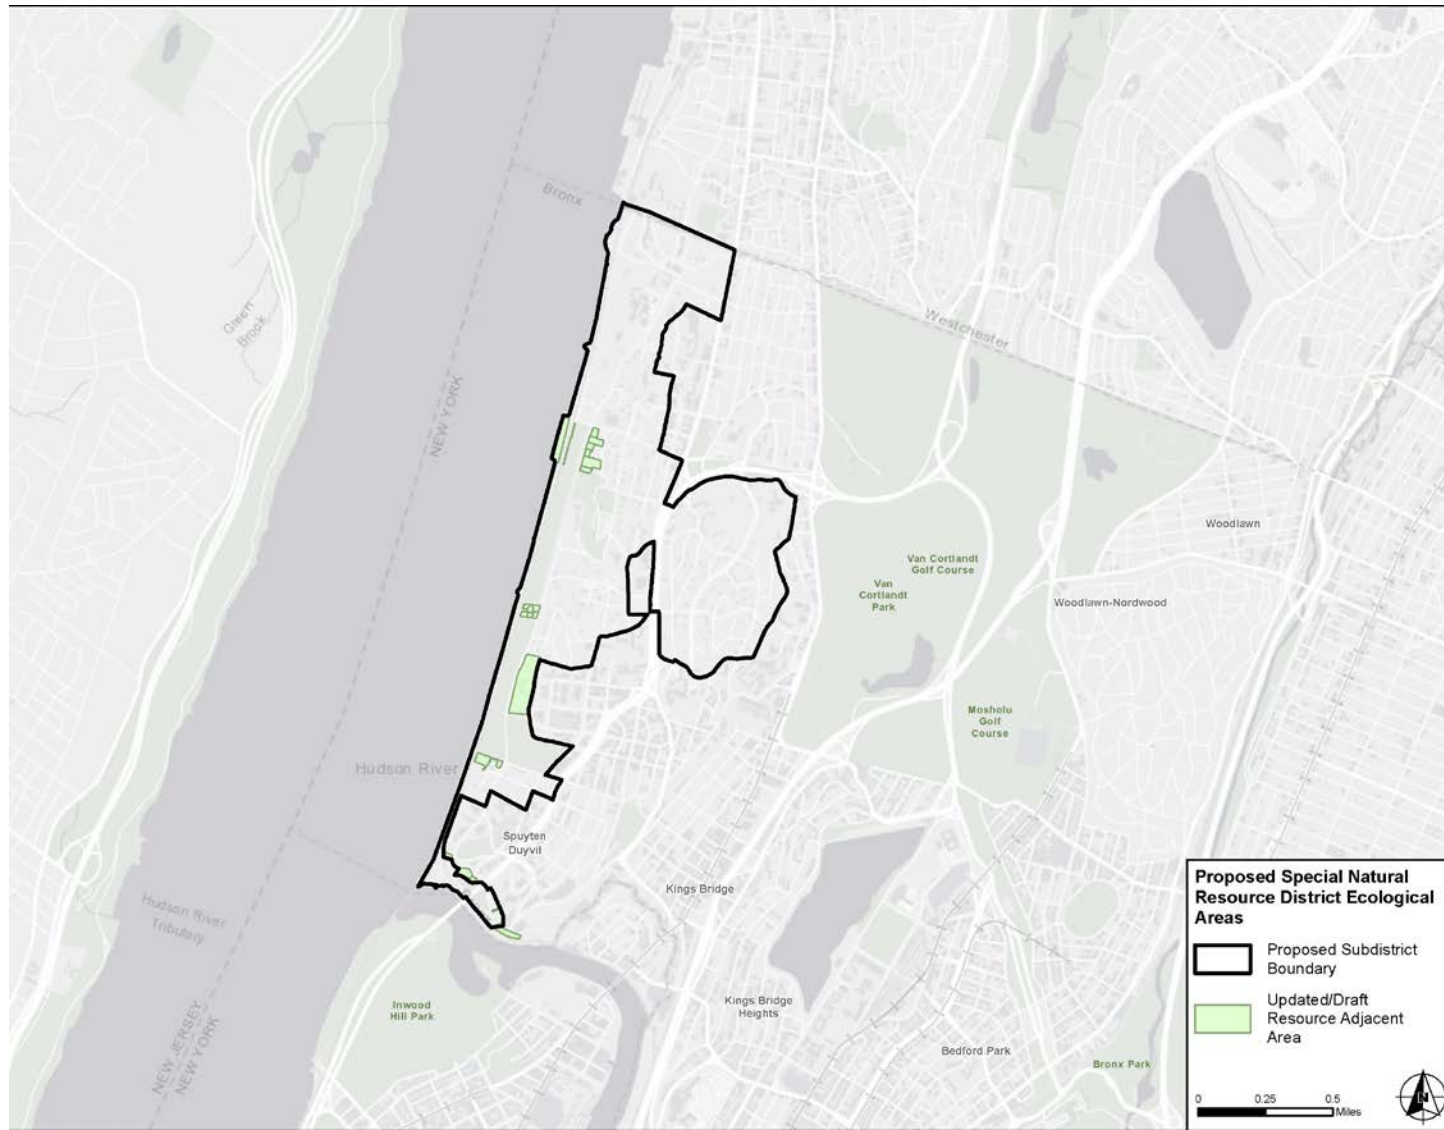 Bronx
Westchester
Green
Brook
NEW YORK
Woodlawn
Van Cortlandt
Golf Course
Van
Cortlandt
Park
Woodlawn-Nordwood
Mosholu
Golf
Course
Hudson River
Spuyten
Duyvil
Kings Bridge
Hudson River
Tributary
Inwood
Hill Park
Kings Bridge
Heights
Bedford Park
Bronx Park
NEW JERSEY
NEW YORK
Proposed Special Natural
Resource District Ecological
Areas
Proposed Subdistrict
Boundary
Updated/Draft
Resource Adjacent
Area
0 0.25 0.5
Miles
N